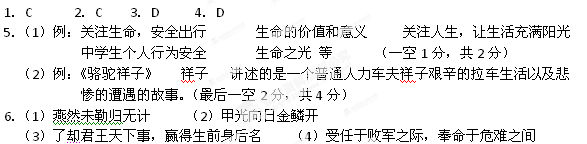 1. C 2. C 3. D 4. D
5.（1）例：关注生命，安全出行 生命的价值和意义 关注人生，让生活充满阳光
中学生个人行为安全 生命之光 等 （一空 1 分，共 2 分）
（2）例：《骆驼祥子》 祥子 讲述的是一个普通人力车夫祥子艰辛的拉车生活以及悲
惨的遭遇的故事。（最后一空 2 分，共 4 分）
6.（1）燕然未勒归无计 （2）甲光向日金鳞开
（3）了却君王天下事，赢得生前身后名 （4）受任于败军之际，奉命于危难之间